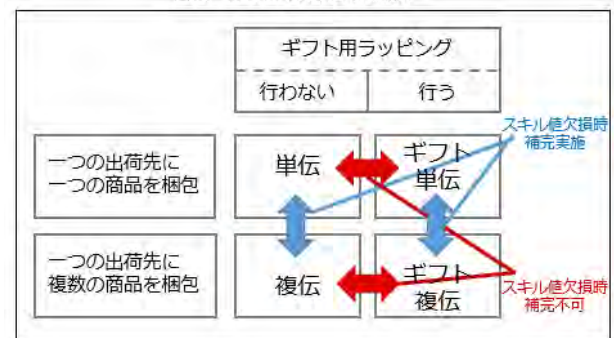 ギフト用ラッピング
行わない 行う
スキル値欠損時
補完実施
一つの出荷先に
一つの商品を梱包
単伝
ギフト
単伝
一つの出荷先に
複数の商品を梱包
複伝
ギフト
複伝
スキル値欠損時
補完不可